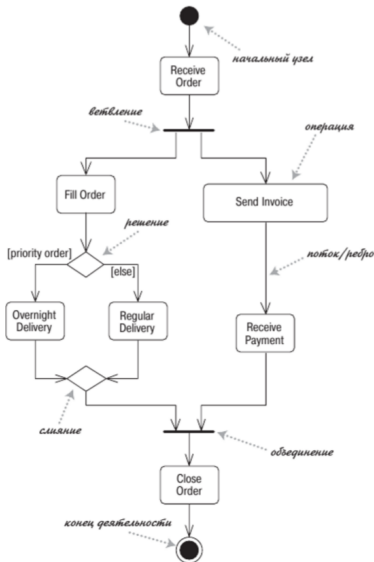 начальный узел
Receive
Order
ветвление
операция
Fill Order
Send Invoice
решение
[priority order]
[else]
поток/ребро
Overnight
Delivery
Regular
Delivery
Receive
Payment
слияние
объединение
Close
Order
конец деятельности